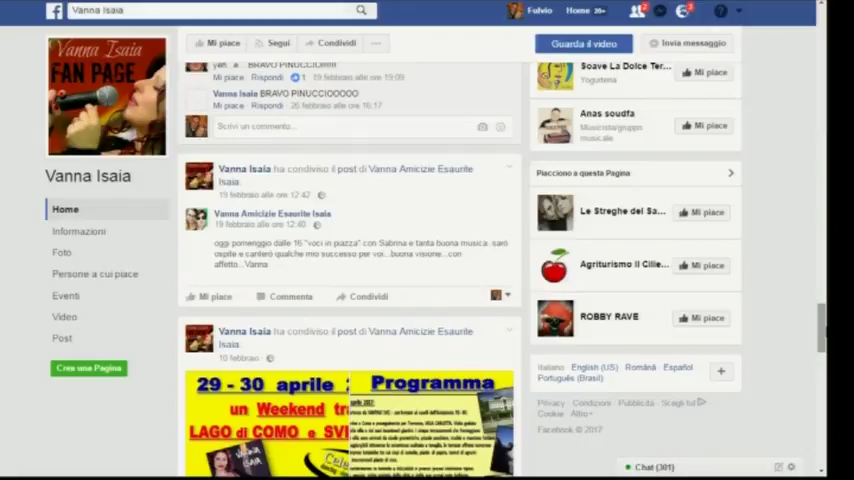 Vanna Isaia
Fulvio
Home 20+
2
3
Vanna Isaia
FAN PAGE
Vanna Isaia
Home
Informazioni
Foto
Persone a cui piace
Eventi
Video
Post
Crea una Pagina
Mi piace
Segui
Condividi
Guarda il video
Invia messaggio
BRAVO PINUCCIO!!!!!
Mi piace Rispondi 1 19 febbraio alle ore 19:09
Vanna Isaia BRAVO PINUCCIOOOOO
Mi piace Rispondi 26 febbraio alle ore 16:17
Scrivi un commento...
Vanna Isaia ha condiviso il post di Vanna Amicizie Esaurite
Isaia.
19 febbraio alle ore 12:42
Vanna Amicizie Esaurite Isaia
19 febbraio alle ore 12:40
oggi pomeriggio dalle 16 "voci in piazza" con Sabrina e tanta buona musica. sarò
ospite e canterò qualche mio successo per voi...buona visione...con
affetto...Vanna
Mi piace
Commenta
Condividi
Vanna Isaia ha condiviso il post di Vanna Amicizie Esaurite
Isaia.
10 febbraio
29 - 30 aprile
un Weekend tra
LAGO di COMO e
Programma
Soave La Dolce Ter...
Yogurteria
Mi piace
Anas soudfa
Musicista/gruppo
musicale
Mi piace
Piacciono a questa Pagina
Le Streghe del Sa...
Mi piace
Agriturismo Il Cilie...
Mi piace
ROBBY RAVE
Mi piace
Italiano English (US) Română Español
Português (Brasil)
Privacy Condizioni Pubblicità Scegli tu!
Cookie Altro
Facebook © 2017
Chat (301)